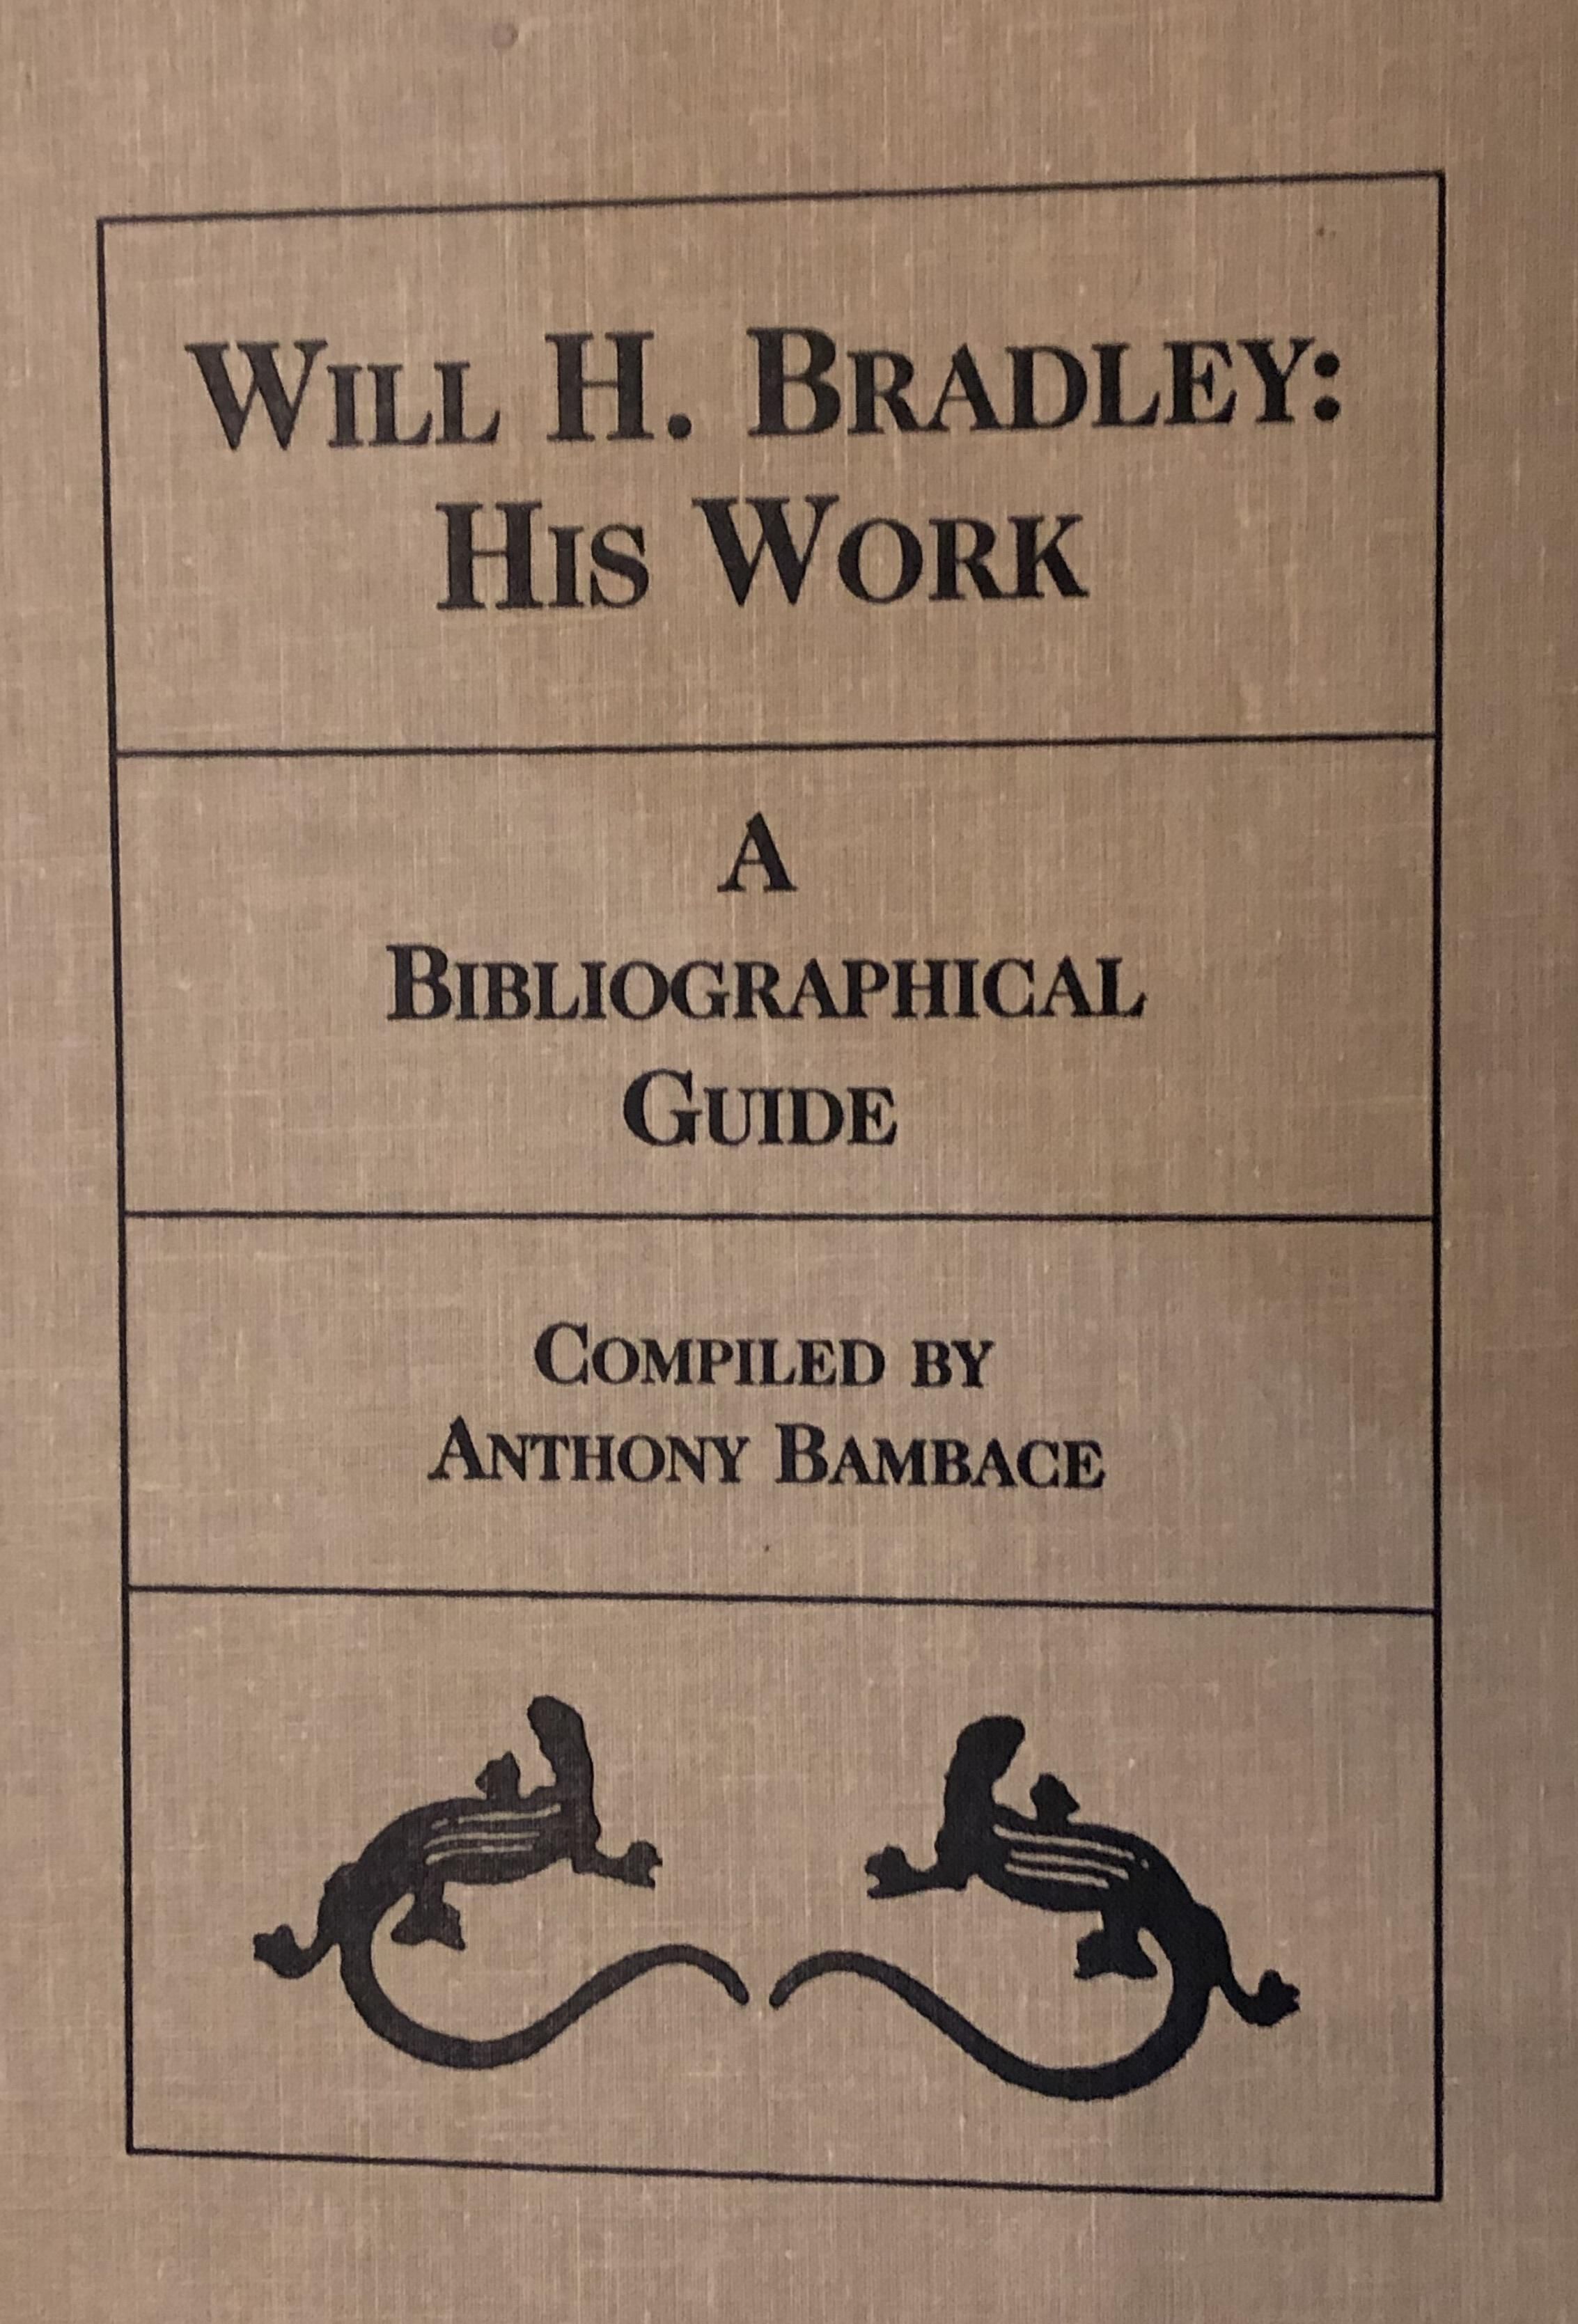 WILL H. BRADLEY:
HIS WORK
A
BIBLIOGRAPHICAL
GUIDE
COMPILED BY
ANTHONY BAMBACE